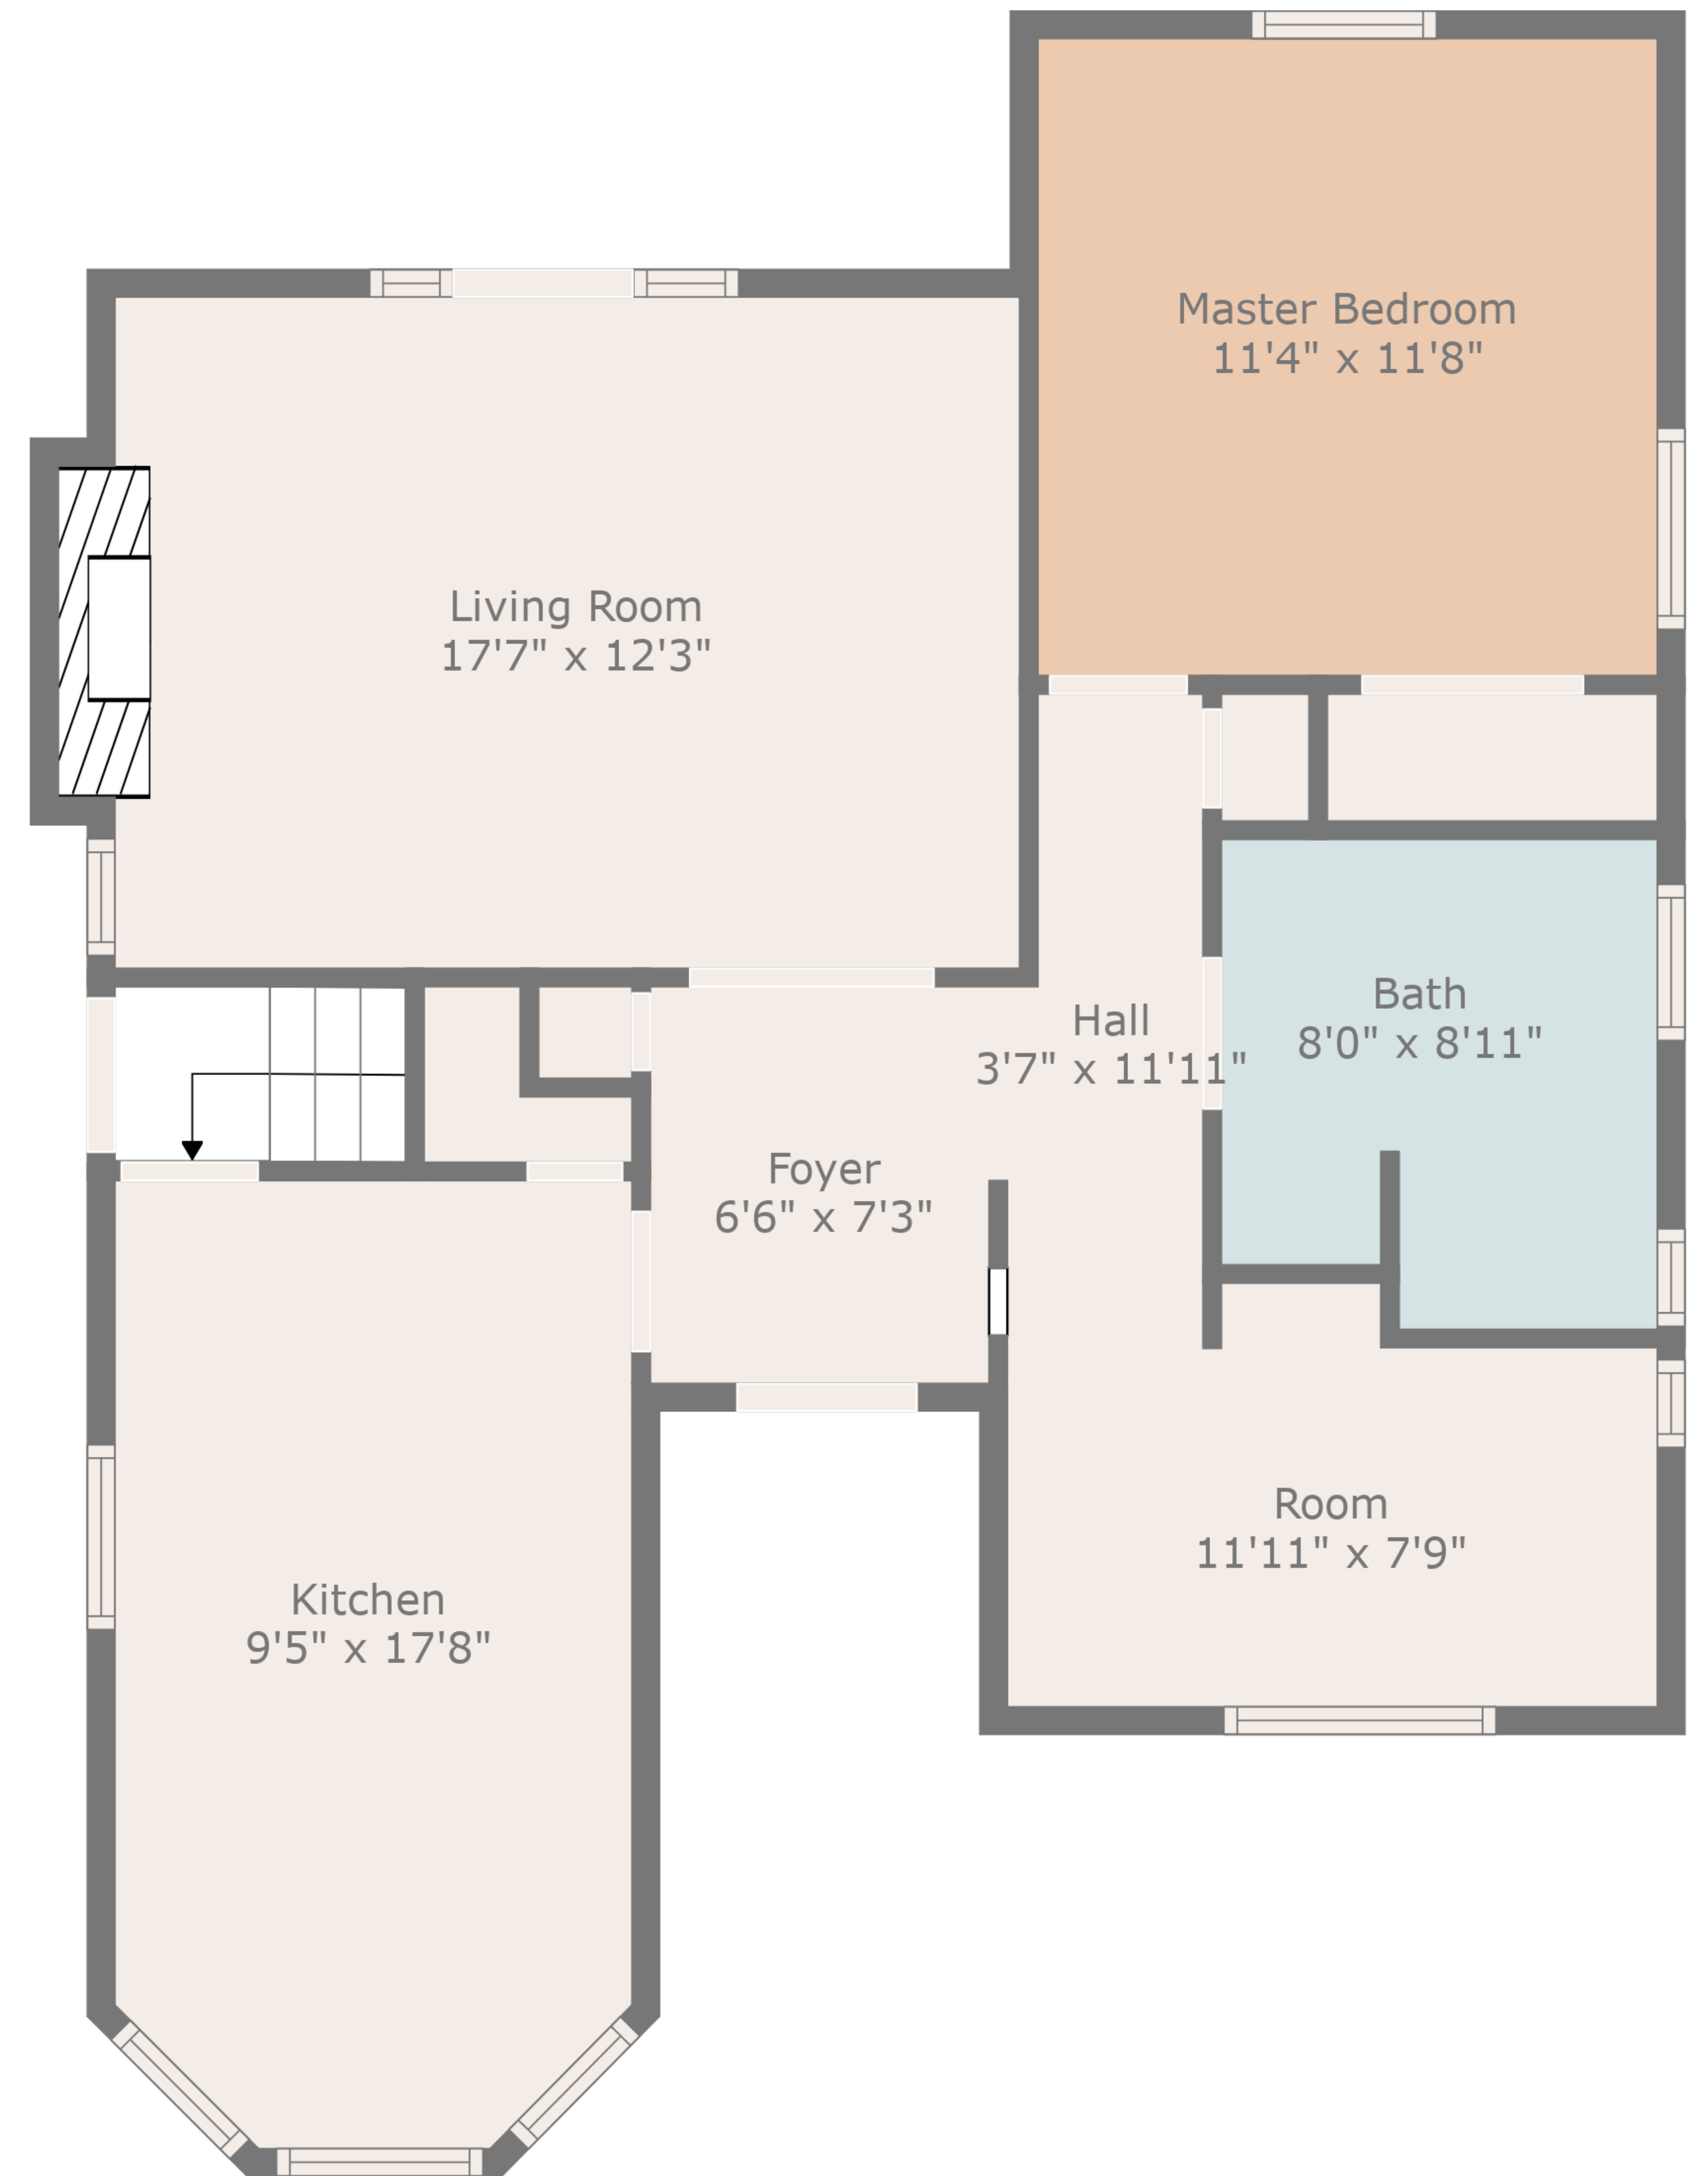 Master Bedroom
11'4" x 11'8"
Living Room
17'7" x 12'3"
Bath
8'0" x 8'11"
Hall
3'7" x 11'11"
Foyer
6'6" x 7'3"
Room
11'11" x 7'9"
Kitchen
9'5" x 17'8"